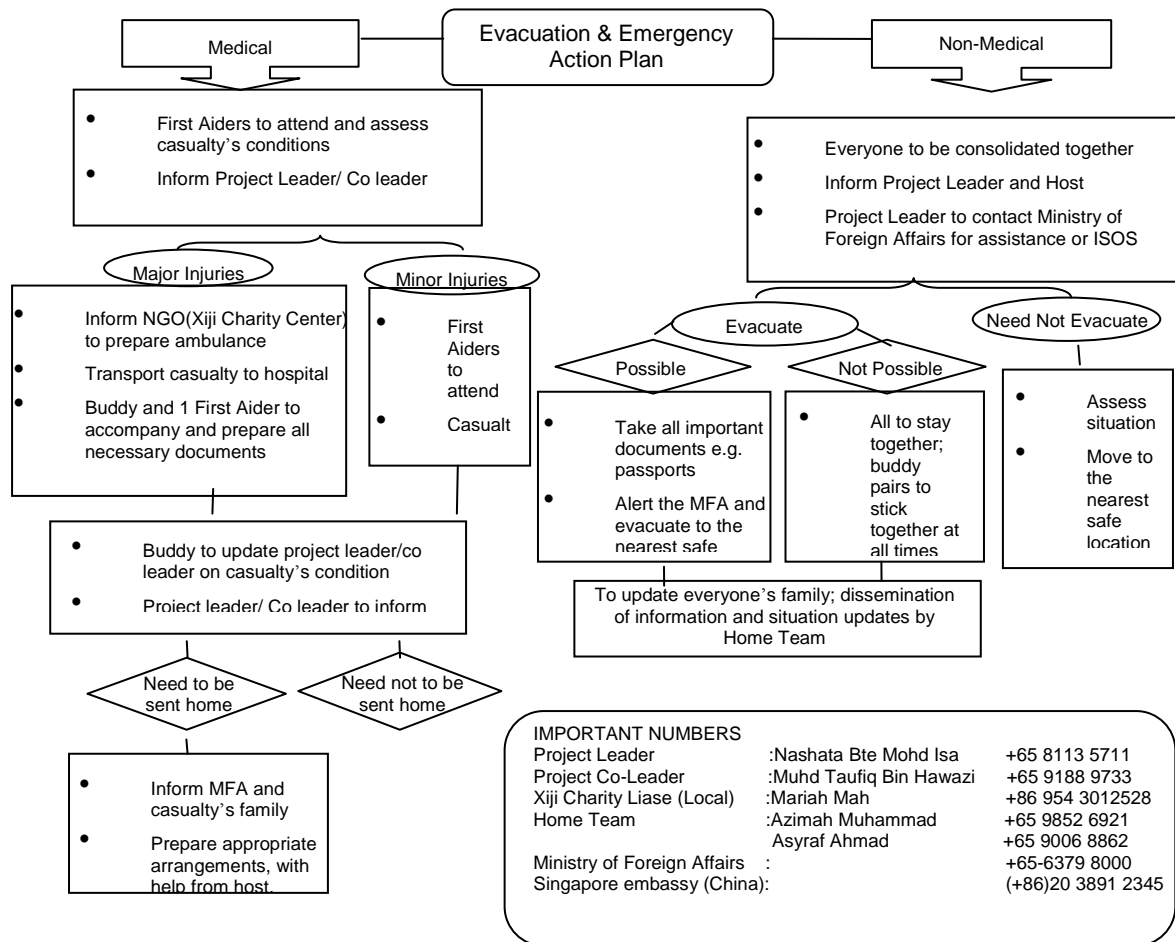 Evacuation & Emergency
Action Plan
Medical
Non-Medical
• First Aiders to attend and assess
casualty’s conditions
• Inform Project Leader/ Co leader
• Everyone to be consolidated together
• Inform Project Leader and Host
• Project Leader to contact Ministry of
Foreign Affairs for assistance or ISOS
Major Injuries
Minor Injuries
• Inform NGO(Xiji Charity Center)
to prepare ambulance
• Transport casualty to hospital
• Buddy and 1 First Aider to
accompany and prepare all
necessary documents
• First
Aiders
to
attend
• Casualt
Evacuate
Need Not Evacuate
Possible
Not Possible
• Take all important
documents e.g.
passports
• Alert the MFA and
evacuate to the
nearest safe
• All to stay
together;
buddy
pairs to
stick
together at
all times
• Assess
situation
• Move to
the
nearest
safe
location
• Buddy to update project leader/co
leader on casualty’s condition
• Project leader/ Co leader to inform
To update everyone’s family; dissemination
of information and situation updates by
Home Team
Need to be
sent home
Need not to be
sent home
• Inform MFA and
casualty’s family
• Prepare appropriate
arrangements, with
help from host.
IMPORTANT NUMBERS
Project Leader :Nashata Bte Mohd Isa +65 8113 5711
Project Co-Leader :Muhd Taufiq Bin Hawazi +65 9188 9733
Xiji Charity Liase (Local) :Mariah Mah +86 954 3012528
Home Team :Azimah Muhammad +65 9852 6921
Asyraf Ahmad +65 9006 8862
Ministry of Foreign Affairs : +65-6379 8000
Singapore embassy (China): (+86)20 3891 2345